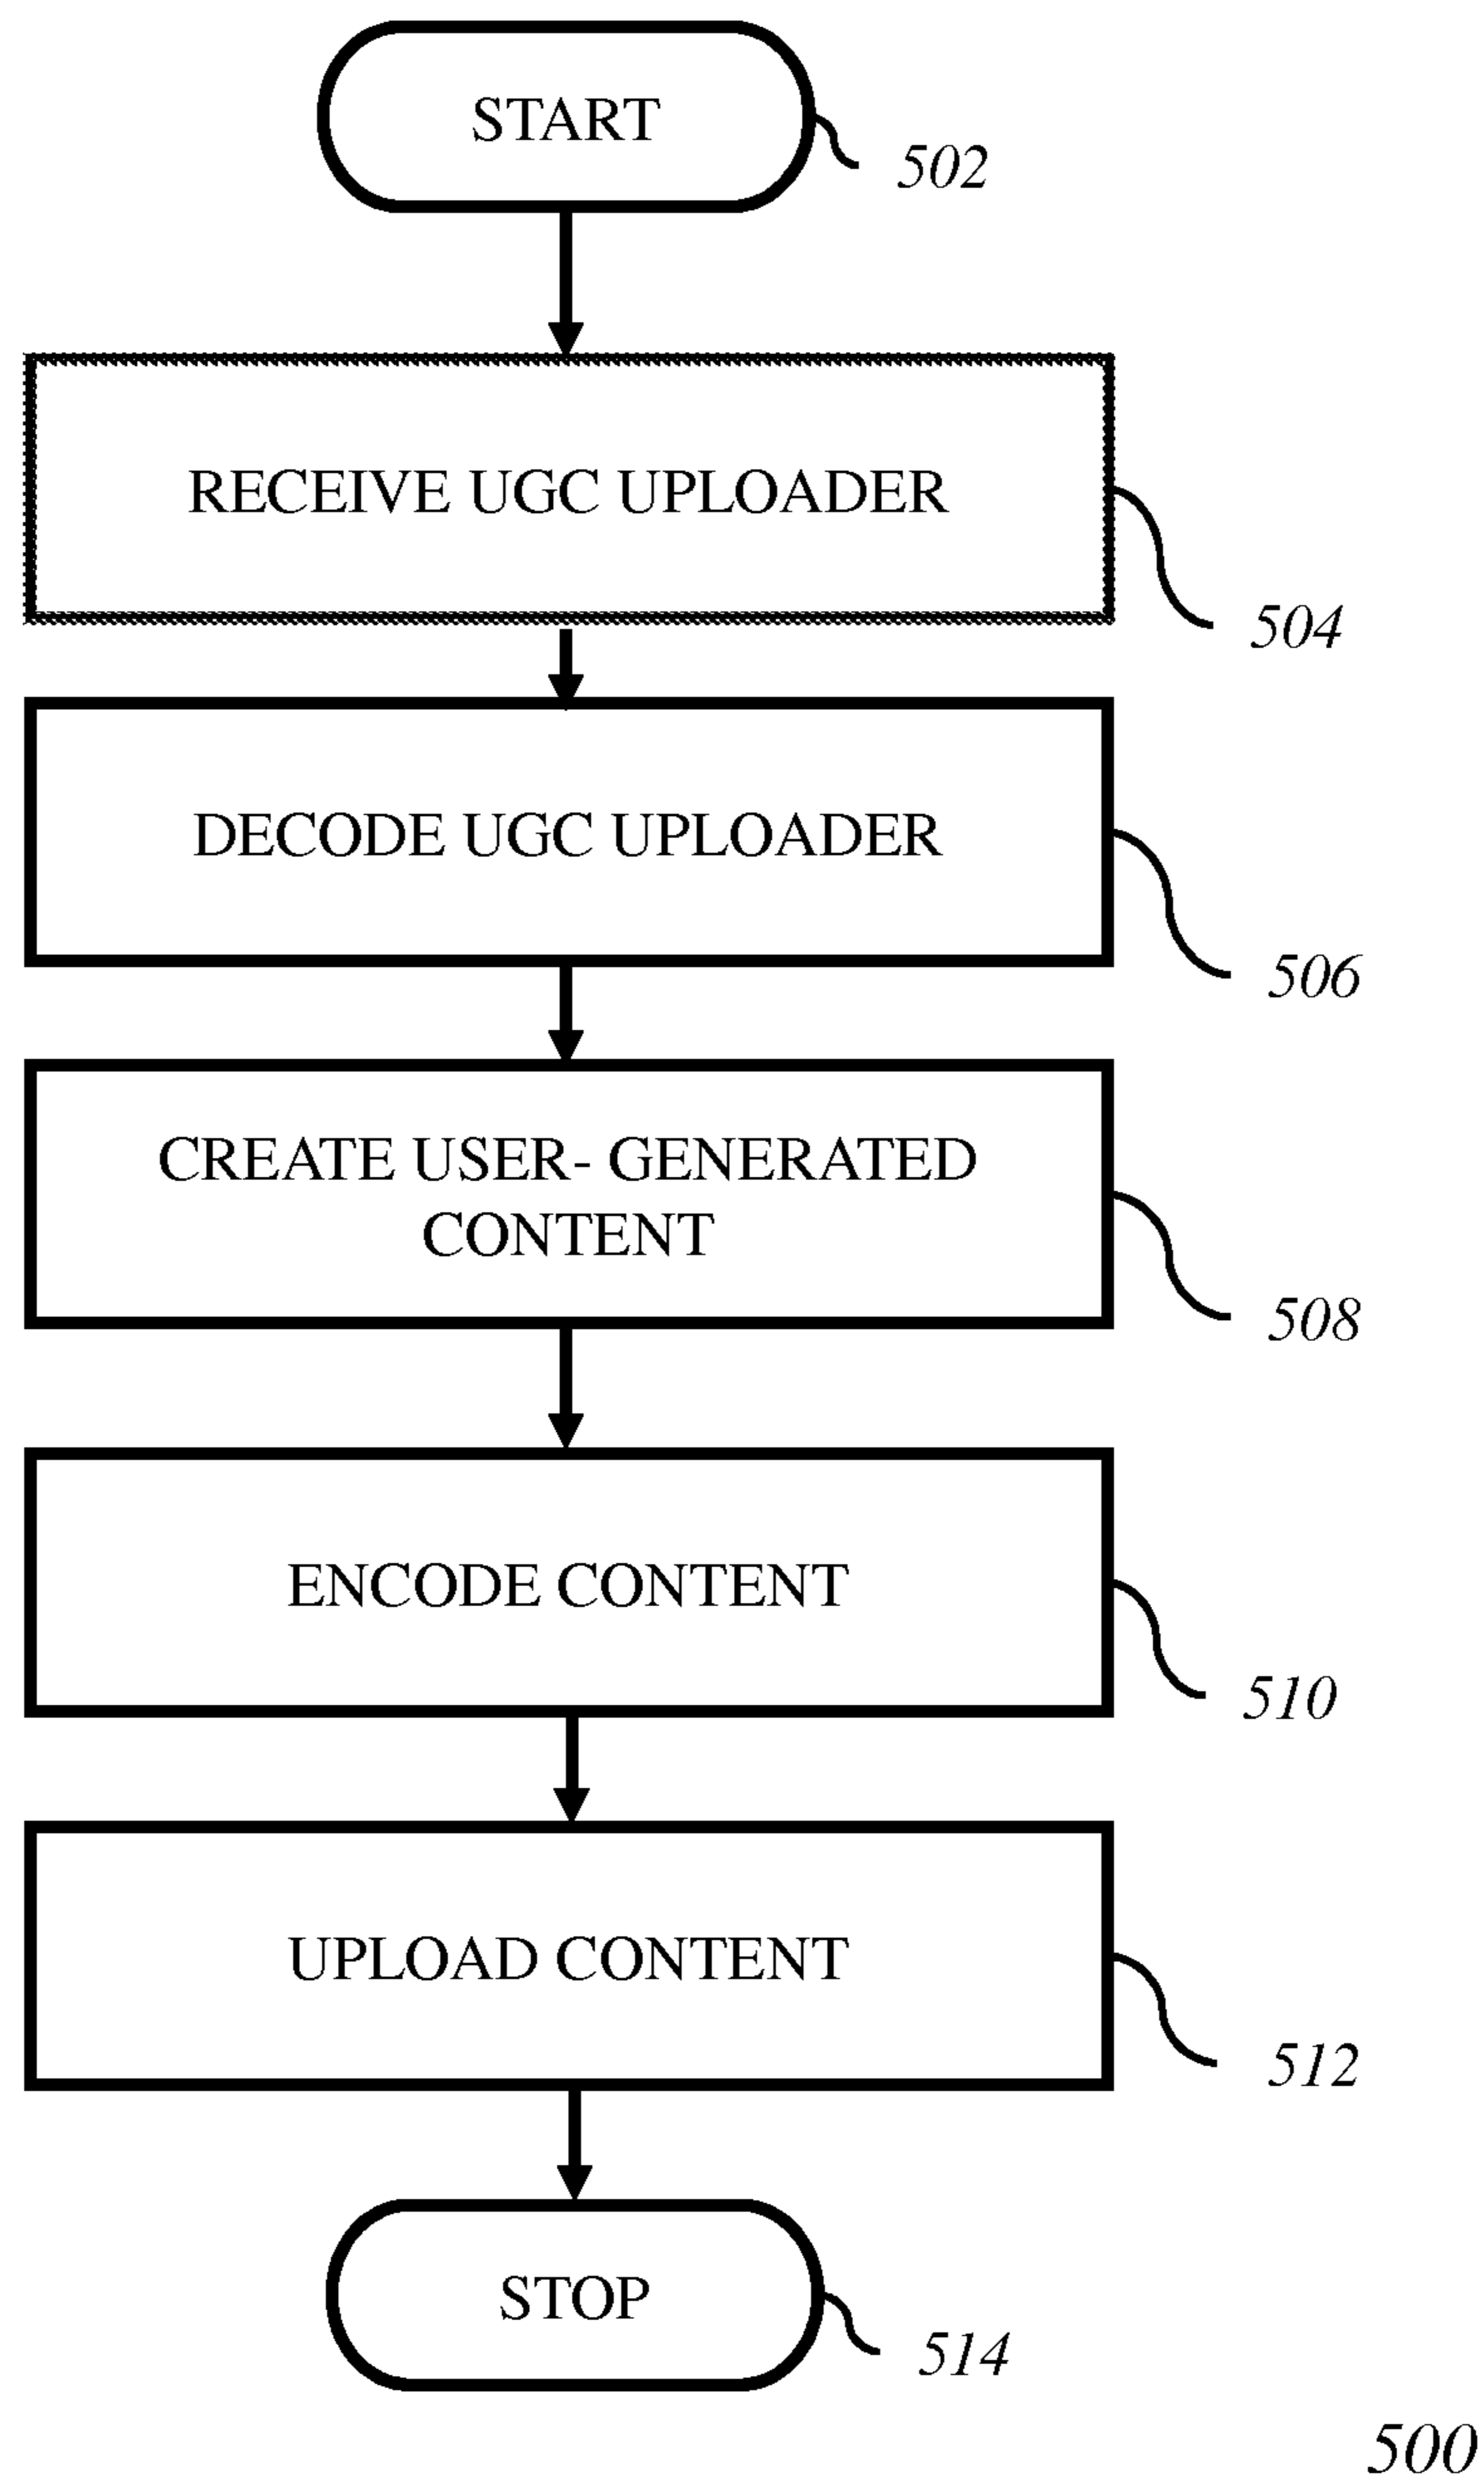 START
502
RECEIVE UGC UPLOADER
504
DECODE UGC UPLOADER
506
CREATE USER- GENERATED
CONTENT
508
ENCODE CONTENT
510
UPLOAD CONTENT
512
STOP
514
500